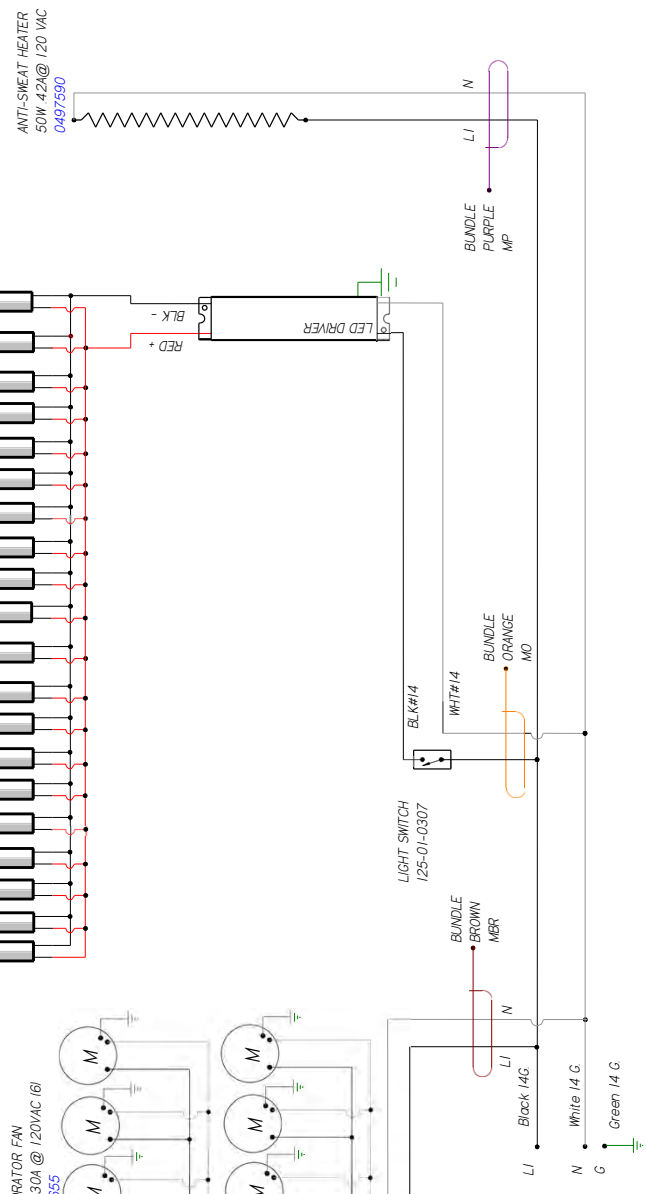 ANTI-SWEAT HEATER
50W .42A@ 120 VAC
0497590
N
L1
BUNDLE
PURPLE
MP
BLK -
RED +
LED DRIVER
BLK#14
WHT#14
BUNDLE
ORANGE
MO
LIGHT SWITCH
125-01-0307
BUNDLE
BROWN
MBR
N
L1
M
M
M
M
M
M
ORATOR FAN
30A @ 120VAC (6)
555
Black 14G.
White 14 G.
Green 14 G.
L1
N
G